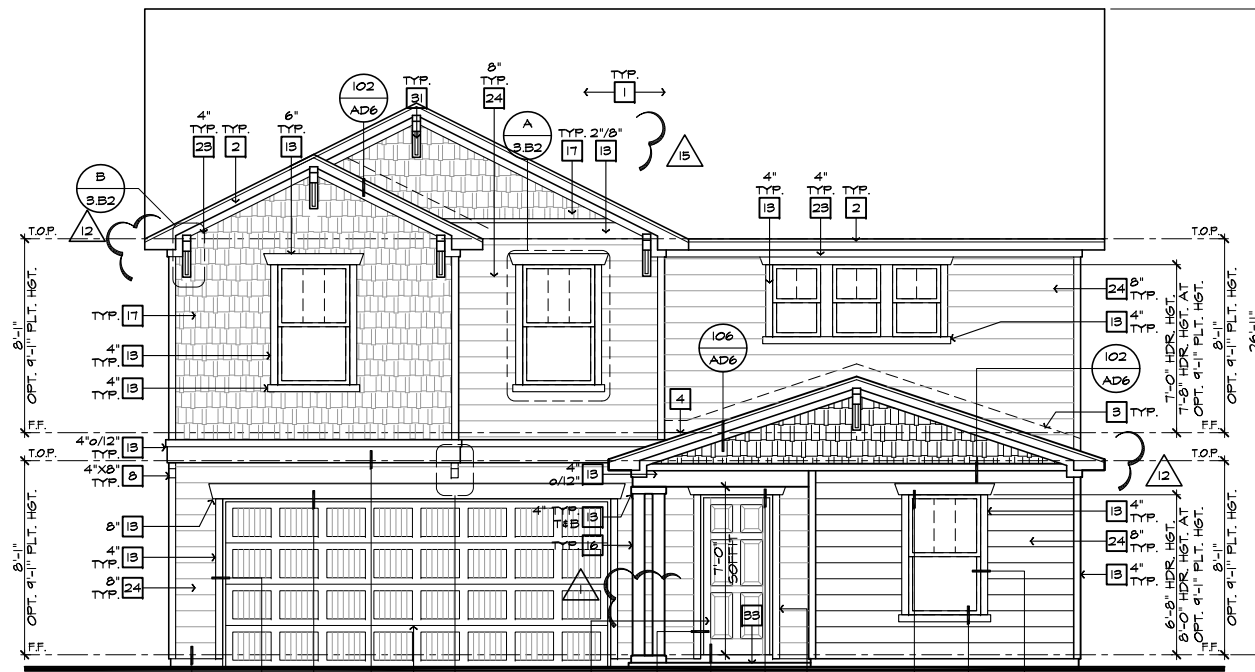 TYP.
1
8"
TYP.
24
TYP.
31
102
AD6
4"
TYP.
23
TYP.
2
6"
TYP.
13
A
3.B2
TYP.
17
2"/8"
13
15
B
3.B2
12
4"
TYP.
13
4"
TYP.
23
TYP.
2
T.O.P.
T.O.P.
8'-1"
OPT. 9'-1" PLT. HGT.
TYP. 17
4"
TYP. 13
4"
TYP. 13
24 8"
TYP.
13 4"
TYP.
106
AD6
102
AD6
4
3 TYP.
7'-0" HDR. HGT.
7'-8" HDR. HGT. AT
OPT. 9'-1" PLT. HGT.
8'-1"
OPT. 9'-1" PLT. HGT.
26'-11"
F.F.
F.F.
4"o/12"
TYP. 13
T.O.P.
T.O.P.
4"X8"
TYP. 8
4"
o/12" 13
12
8" 13
4"
TYP. 13
8"
TYP. 24
4" TYP.
T&B 13
TYP. 16
1
7'-0"
SOFFIT
33
13 4"
TYP.
24 8"
TYP.
13 4"
TYP.
8'-1"
OPT. 9'-1" PLT. HGT.
6'-8" HDR. HGT.
8'-0" HDR. HGT. AT
OPT. 9'-1" PLT. HGT.
8'-1"
OPT. 9'-1" PLT. HGT.
F.F.
F.F.